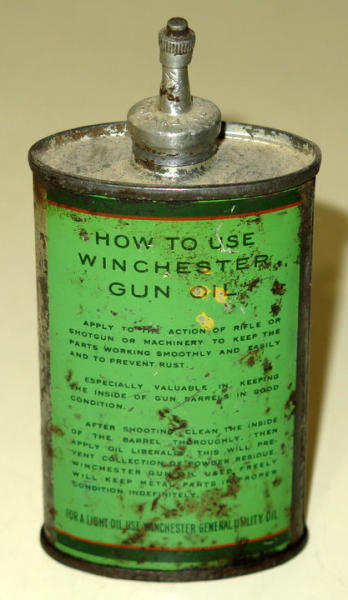 HOW TO USE
WINCHESTER
GUN OIL
APPLY TO THE ACTION OF RIFLE OR
SHOTGUN OR MACHINERY TO KEEP THE
PARTS WORKING SMOOTHLY AND EASILY
AND TO PREVENT RUST.
ESPECIALLY VALUABLE IN KEEPING
THE INSIDE OF GUN BARRELS IN GOOD
CONDITION.
AFTER SHOOTING, CLEAN THE INSIDE
OF THE BARREL THOROUGHLY, THEN
APPLY OIL LIBERALLY. THIS WILL PRE-
VENT COLLECTION OF POWDER RESIDUE.
WINCHESTER GUN OIL USED FREELY
WILL KEEP METAL PARTS IN PROPER
CONDITION INDEFINITELY.
FOR A LIGHT OIL USE WINCHESTER GENERAL UTILITY OIL